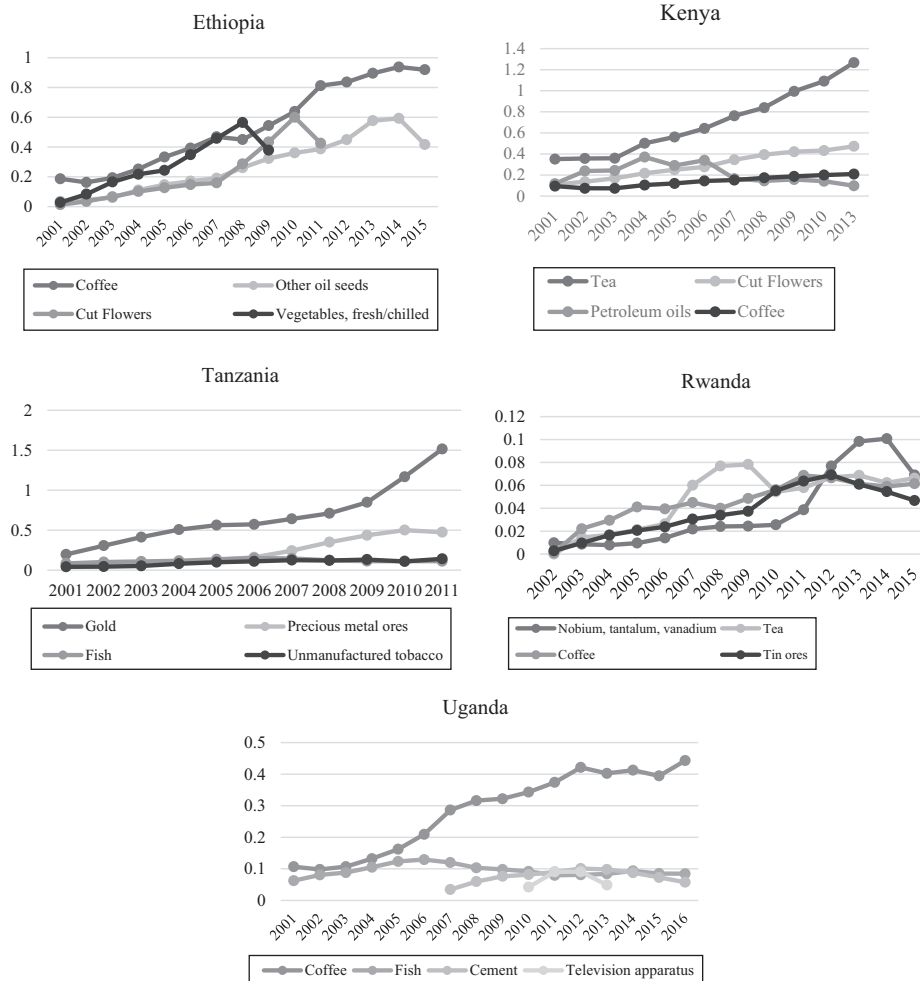 Ethiopia
1
0.8
0.6
0.4
0.2
0
2001 2002 2003 2004 2005 2006 2007 2008 2009 2010 2011 2012 2013 2014 2015
Coffee Other oil seeds
Cut Flowers Vegetables, fresh/chilled
Kenya
1.4
1.2
1
0.8
0.6
0.4
0.2
0
2001 2002 2003 2004 2005 2006 2007 2008 2009 2010 2013
Tea Cut Flowers
Petroleum oils Coffee
Tanzania
2
1.5
1
0.5
0
2001 2002 2003 2004 2005 2006 2007 2008 2009 2010 2011
Gold Precious metal ores
Fish Unmanufactured tobacco
Rwanda
0.12
0.1
0.08
0.06
0.04
0.02
0
2002 2003 2004 2005 2006 2007 2008 2009 2010 2011 2012 2013 2014 2015
Nobium, tantalum, vanadium Tea
Coffee Tin ores
Uganda
0.5
0.4
0.3
0.2
0.1
0
2001 2002 2003 2004 2005 2006 2007 2008 2009 2010 2011 2012 2013 2014 2015 2016
Coffee Fish Cement Television apparatus